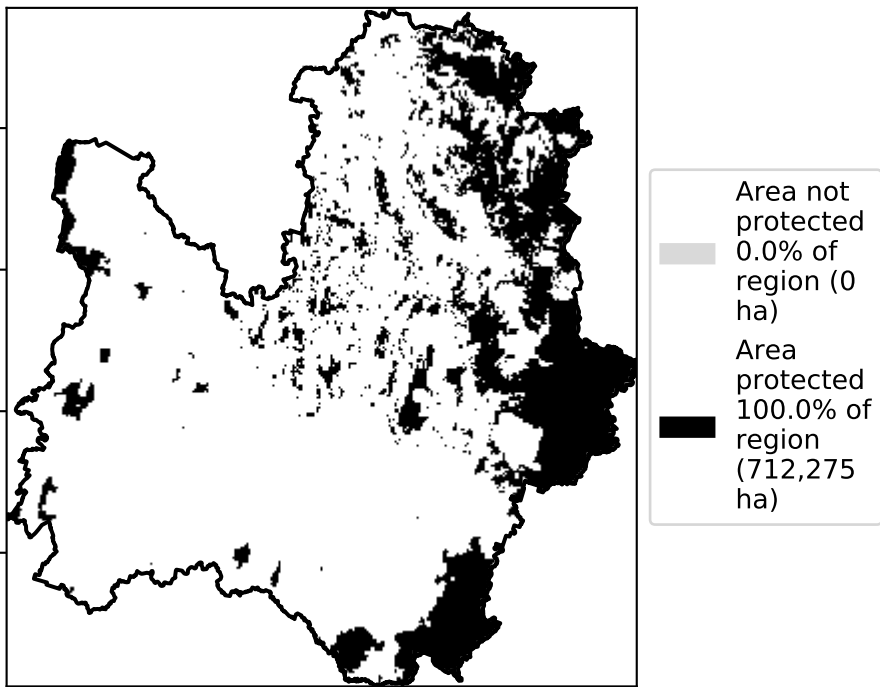 Area not
protected
0.0% of
region (0
ha)
Area
protected
100.0% of
region
(712,275
ha)